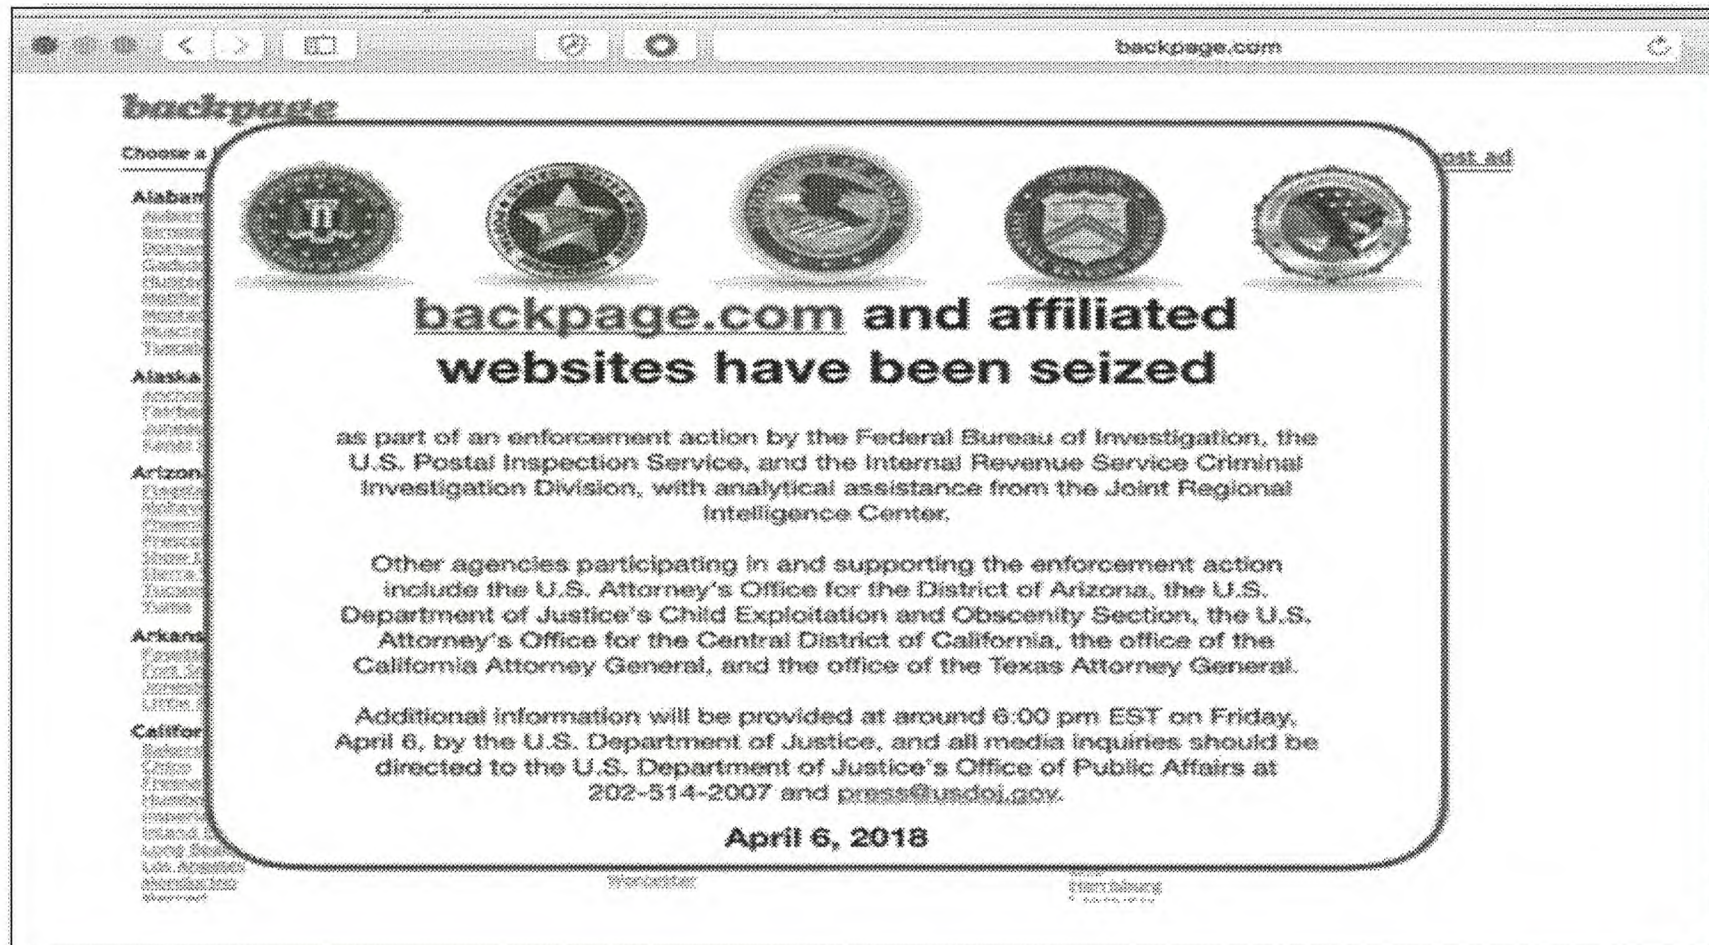 backpage.com
backpage
Choose a
ost ad
Alabam
Alaska
Arizon
Arkans
Califor
backpage.com and affiliated
websites have been seized
as part of an enforcement action by the Federal Bureau of Investigation, the
U.S. Postal Inspection Service, and the Internal Revenue Service Criminal
Investigation Division, with analytical assistance from the Joint Regional
Intelligence Center.
Other agencies participating in and supporting the enforcement action
include the U.S. Attorney's Office for the District of Arizona, the U.S.
Department of Justice's Child Exploitation and Obscenity Section, the U.S.
Attorney's Office for the Central District of California, the office of the
California Attorney General, and the office of the Texas Attorney General.
Additional information will be provided at around 6:00 pm EST on Friday,
April 6, by the U.S. Department of Justice, and all media inquiries should be
directed to the U.S. Department of Justice's Office of Public Affairs at
202-514-2007 and press@usdoj.gov.
April 6, 2018
Los Angeles
Mendocino
Worcester
Harrisburg